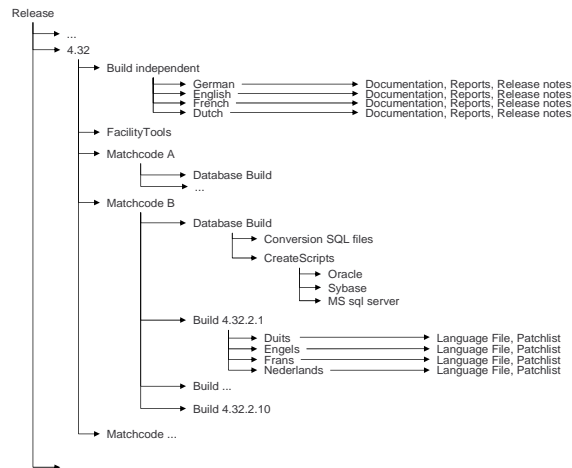 Release
...
4.32
Build independent
German Documentation, Reports, Release notes
English Documentation, Reports, Release notes
French Documentation, Reports, Release notes
Dutch Documentation, Reports, Release notes
FacilityTools
Matchcode A
Database Build
...
Matchcode B
Database Build
Conversion SQL files
CreateScripts
Oracle
Sybase
MS sql server
Build 4.32.2.1
Duits Language File, Patchlist
Engels Language File, Patchlist
Frans Language File, Patchlist
Nederlands Language File, Patchlist
Build ...
Build 4.32.2.10
Matchcode ...